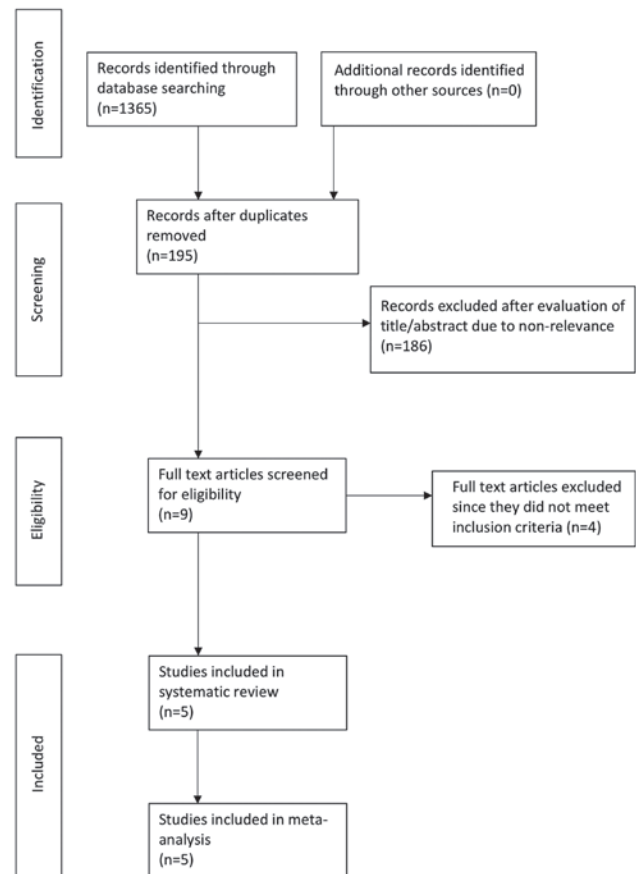 Identification
Records identified through
database searching
(n=1365)
Additional records identified
through other sources (n=0)
Screening
Records after duplicates
removed
(n=195)
Records excluded after evaluation of
title/abstract due to non-relevance
(n=186)
Eligibility
Full text articles screened
for eligibility
(n=9)
Full text articles excluded
since they did not meet
inclusion criteria (n=4)
Included
Studies included in
systematic review
(n=5)
Studies included in meta-
analysis
(n=5)